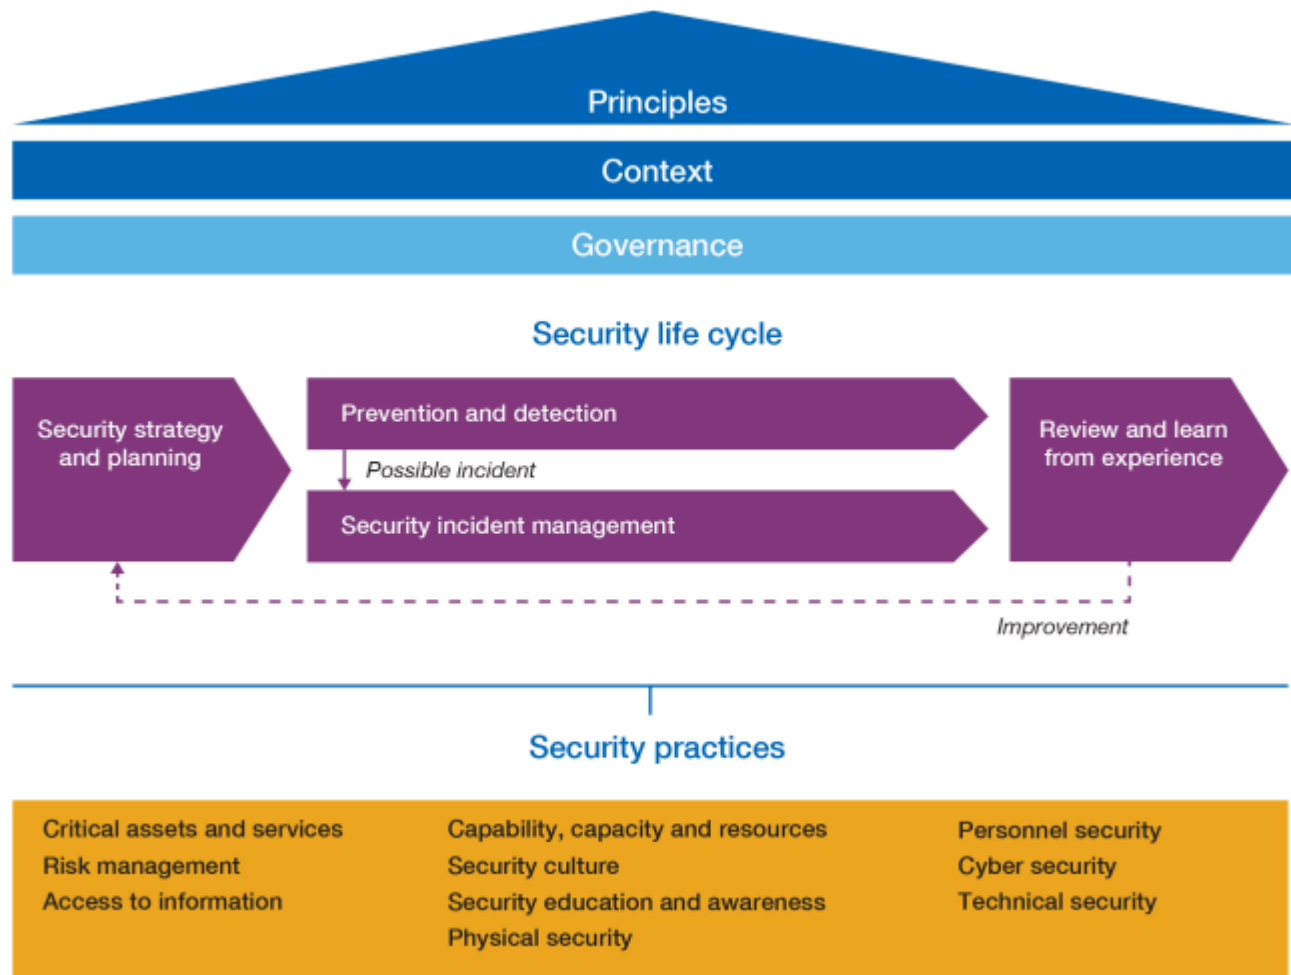 Principles
Context
Governance
Security life cycle
Security strategy
and planning
Prevention and detection
Possible incident
Security incident management
Review and learn
from experience
Improvement
Security practices
Critical assets and services
Risk management
Access to information
Capability, capacity and resources
Security culture
Security education and awareness
Physical security
Personnel security
Cyber security
Technical security